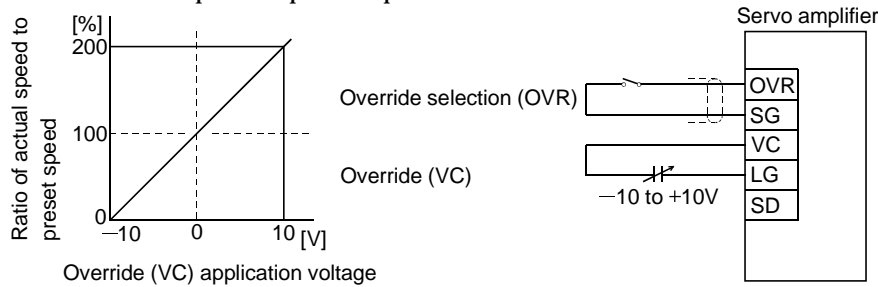 [%]
200
100
0
—10
0
10
[V]
Ratio of actual speed to
preset speed
Override (VC) application voltage
Servo amplifier
Override selection (OVR)
Override (VC)
—10 to +10V
OVR
SG
VC
LG
SD